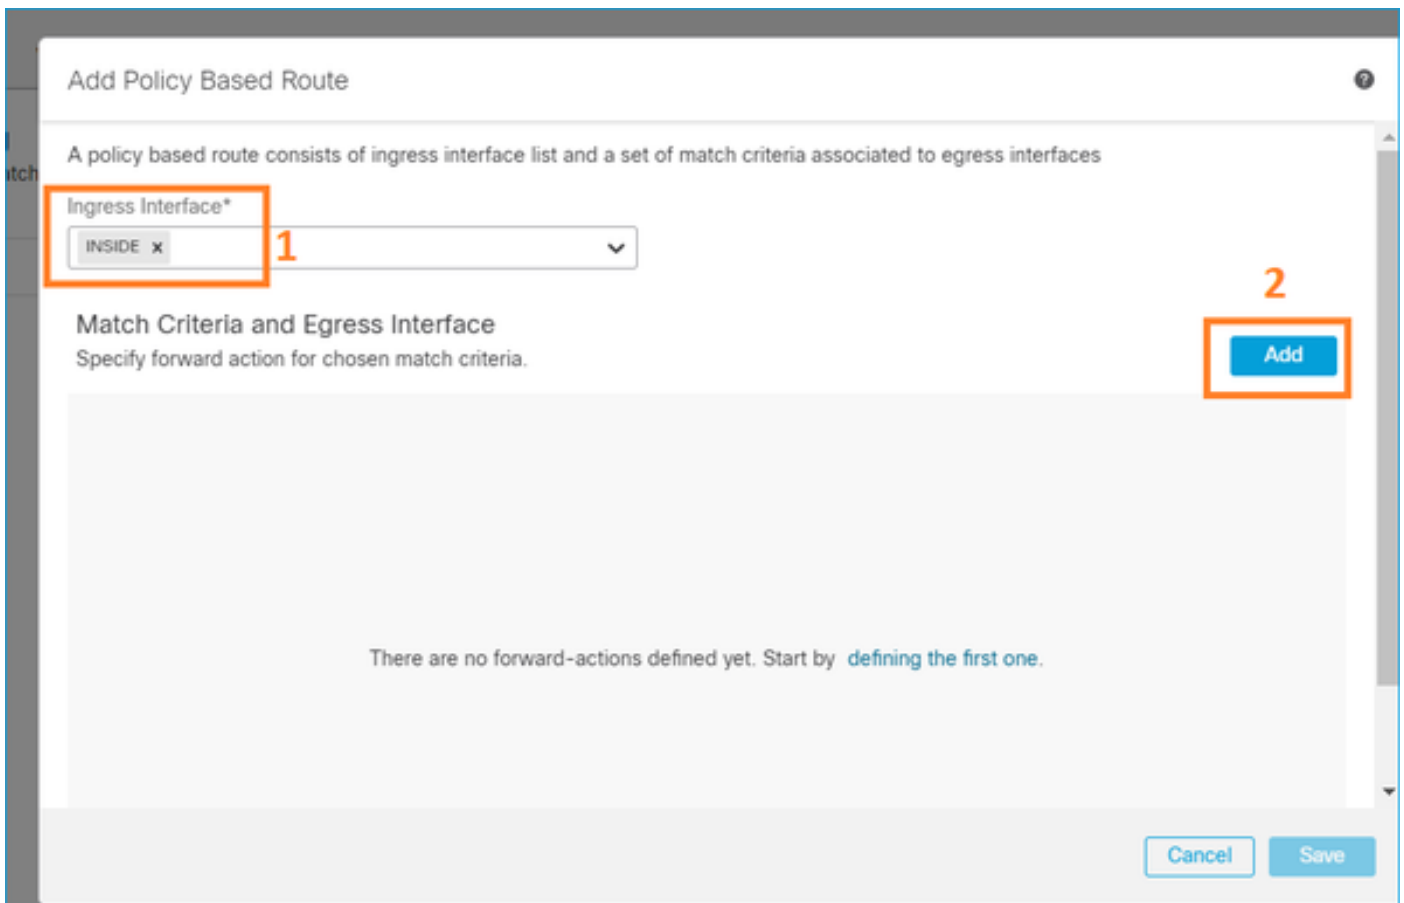 Add Policy Based Route
?
A policy based route consists of ingress interface list and a set of match criteria associated to egress interfaces
atch
Ingress Interface*
INSIDE x
1
2
Match Criteria and Egress Interface
Add
Specify forward action for chosen match criteria.
There are no forward-actions defined yet. Start by defining the first one.
Cancel
Save